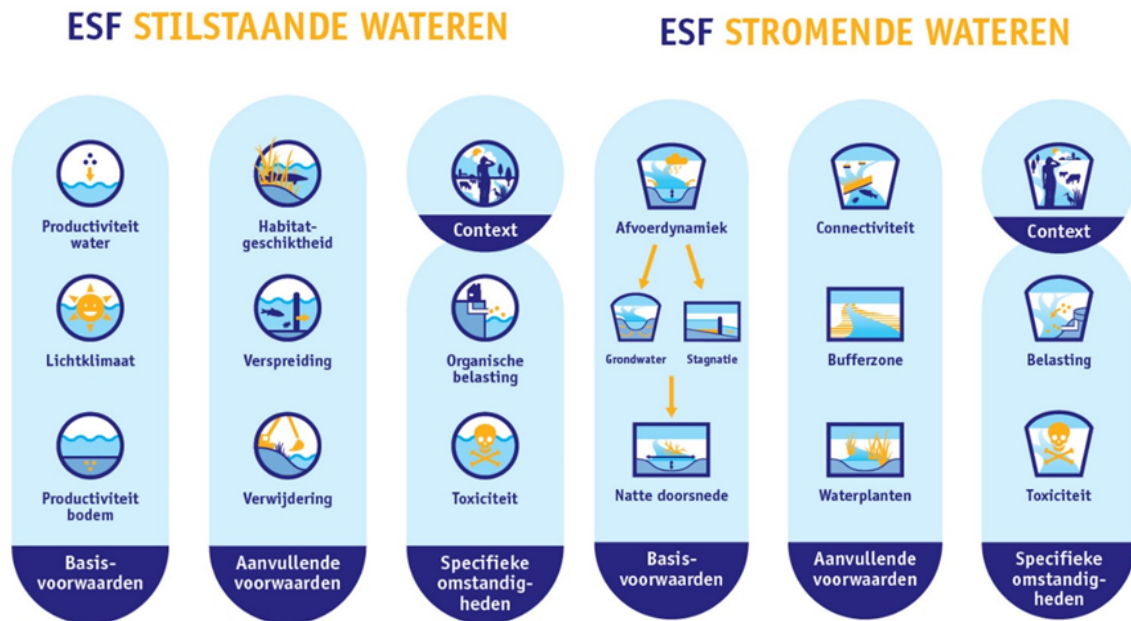 ESF STILSTAANDE WATEREN
Productiviteit
water
Lichtklimaat
Productiviteit
bodem
Basis-
voorwaarden
Habitat-
geschiktheid
Verspreiding
Verwijdering
Aanvullende
voorwaarden
Context
Organische
belasting
Toxiciteit
Specifieke
omstandig-
heden
ESF STROMENDE WATEREN
Afvoerdynamiek
Grondwater
Stagnatie
Natte doorsnede
Basis-
voorwaarden
Connectiviteit
Bufferzone
Waterplanten
Aanvullende
voorwaarden
Context
Belasting
Toxiciteit
Specifieke
omstandig-
heden